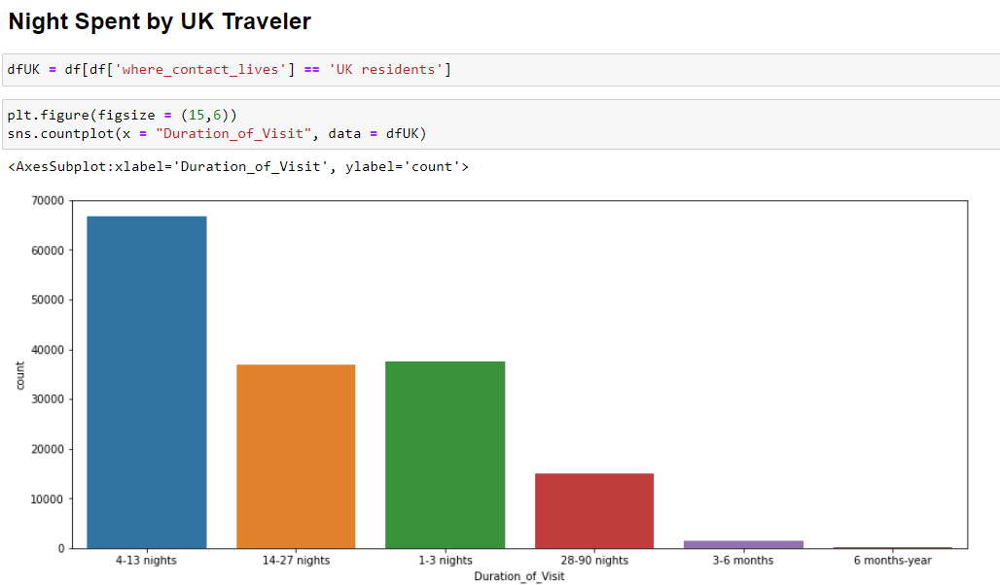 Night Spent by UK Traveler
dfUK = df[df['where_contact_lives'] == 'UK residents']
plt.figure(figsize = (15,6))
sns.countplot(x = "Duration_of_Visit", data = dfUK)
<AxesSubplot:xlabel='Duration_of_Visit', ylabel='count'>
70000
60000
50000
40000
30000
20000
10000
0
count
4-13 nights 14-27 nights 1-3 nights 28-90 nights 3-6 months 6 months-year
Duration_of_Visit